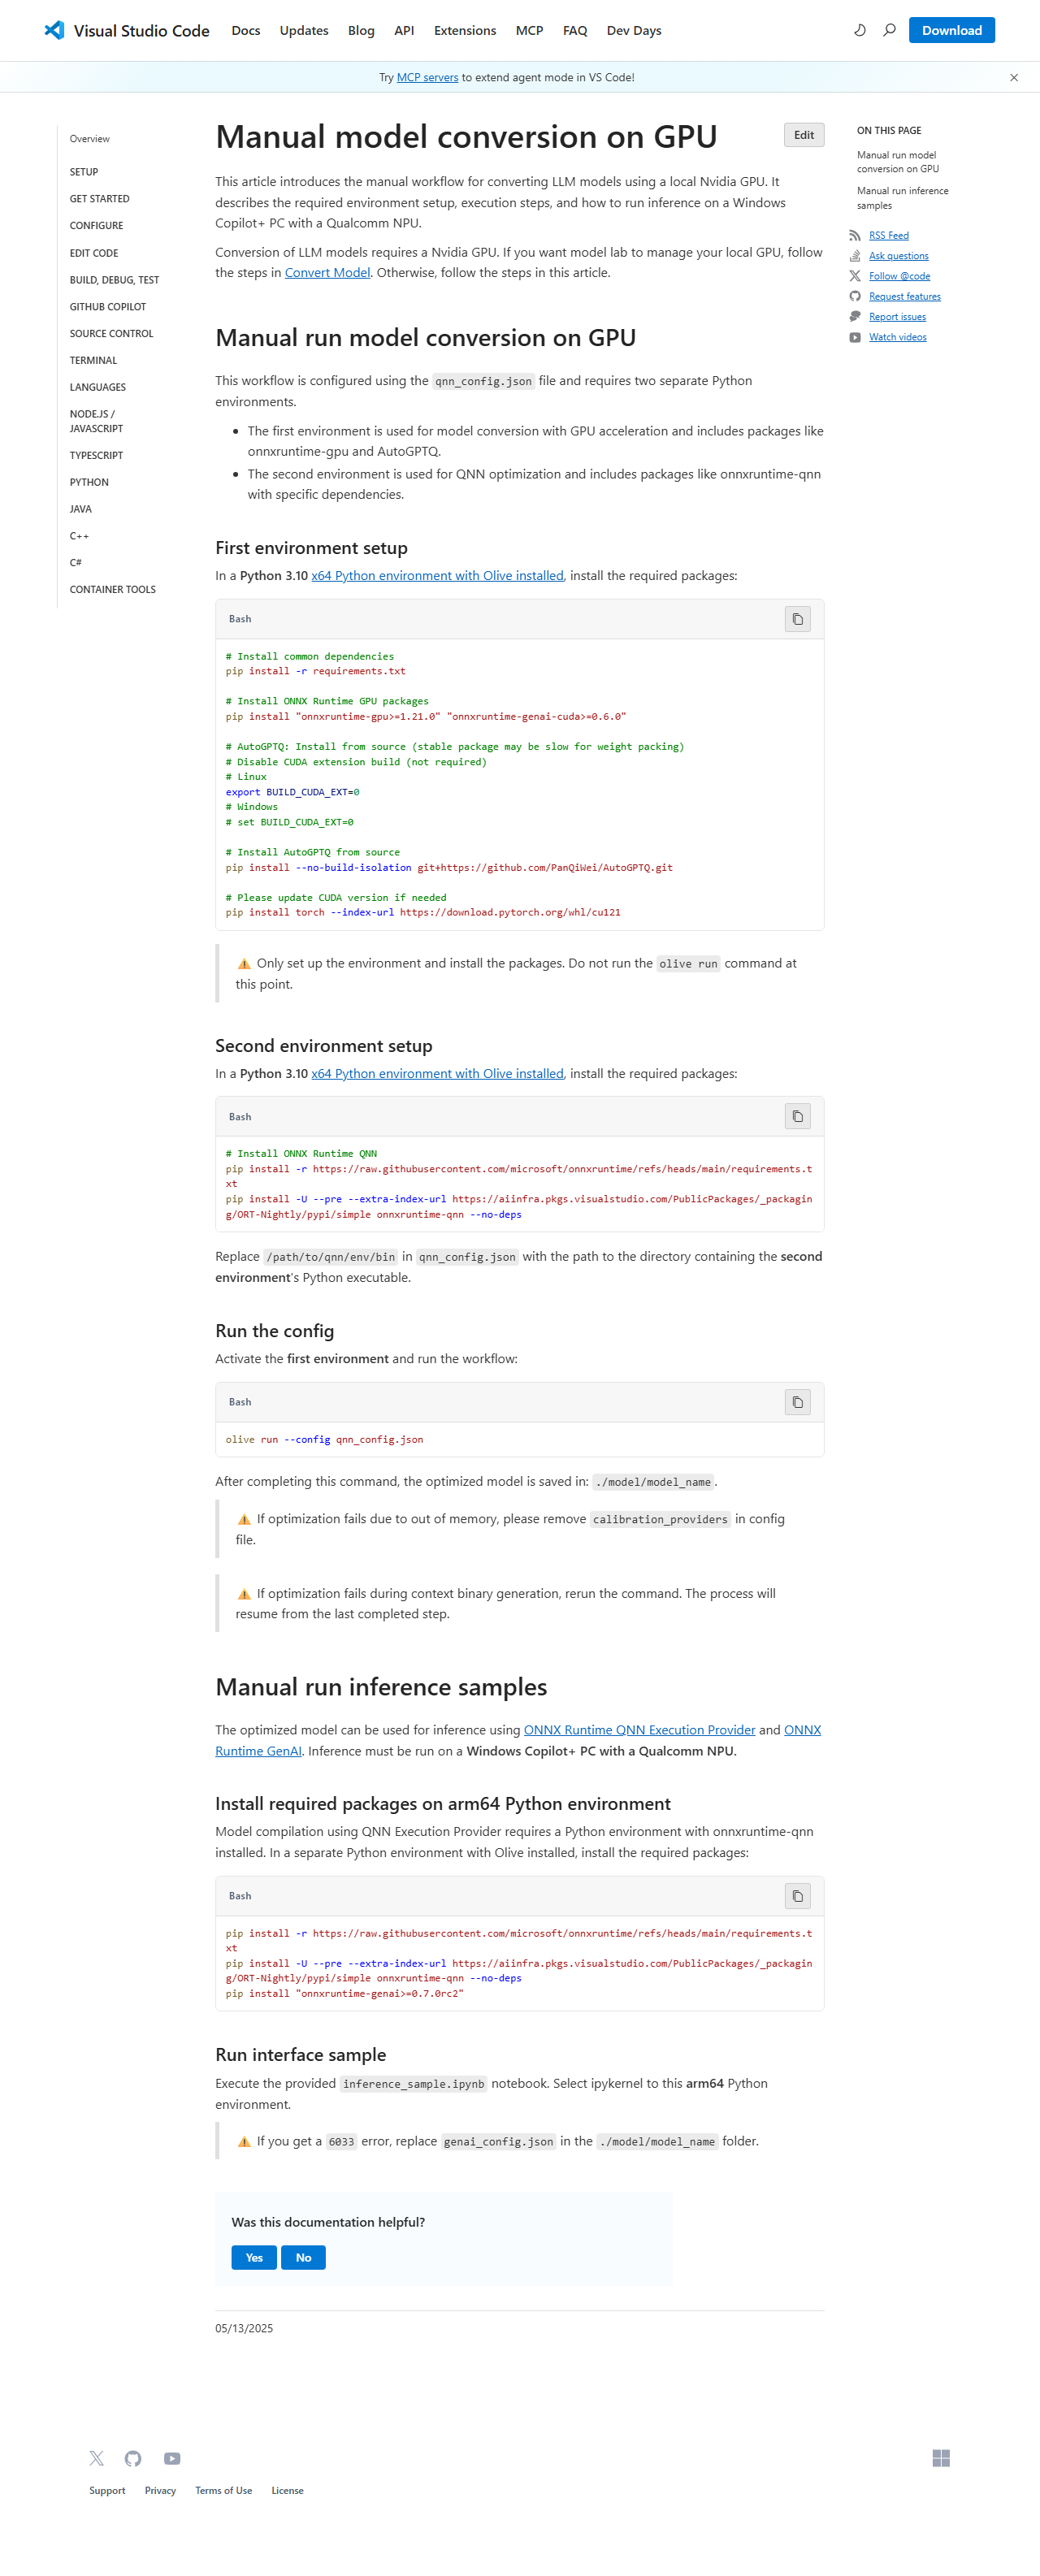 Visual Studio Code
Docs Updates Blog API Extensions MCP FAQ Dev Days
Download
Try MCP servers to extend agent mode in VS Code!
Overview
SETUP
GET STARTED
CONFIGURE
EDIT CODE
BUILD, DEBUG, TEST
GITHUB COPILOT
SOURCE CONTROL
TERMINAL
LANGUAGES
NODE.JS /
JAVASCRIPT
TYPESCRIPT
PYTHON
JAVA
C++
C#
CONTAINER TOOLS
Manual model conversion on GPU
Edit
This article introduces the manual workflow for converting LLM models using a local Nvidia GPU. It
describes the required environment setup, execution steps, and how to run inference on a Windows
Copilot+ PC with a Qualcomm NPU.
Conversion of LLM models requires a Nvidia GPU. If you want model lab to manage your local GPU, follow
the steps in Convert Model. Otherwise, follow the steps in this article.
Manual run model conversion on GPU
This workflow is configured using the qnn_config.json file and requires two separate Python
environments.
• The first environment is used for model conversion with GPU acceleration and includes packages like
onnxruntime-gpu and AutoGPTQ.
• The second environment is used for QNN optimization and includes packages like onnxruntime-qnn
with specific dependencies.
First environment setup
In a Python 3.10 x64 Python environment with Olive installed, install the required packages:
Bash
# Install common dependencies
pip install -r requirements.txt
# Install ONNX Runtime GPU packages
pip install "onnxruntime-gpu>=1.21.0" "onnxruntime-genai-cuda>=0.6.0"
# AutoGPTQ: Install from source (stable package may be slow for weight packing)
# Disable CUDA extension build (not required)
# Linux
export BUILD_CUDA_EXT=0
# Windows
# set BUILD_CUDA_EXT=0
# Install AutoGPTQ from source
pip install --no-build-isolation git+https://github.com/PanQiWei/AutoGPTQ.git
# Please update CUDA version if needed
pip install torch --index-url https://download.pytorch.org/whl/cu121
⚠️ Only set up the environment and install the packages. Do not run the olive run command at
this point.
Second environment setup
In a Python 3.10 x64 Python environment with Olive installed, install the required packages:
Bash
# Install ONNX Runtime QNN
pip install -r https://raw.githubusercontent.com/microsoft/onnxruntime/refs/heads/main/requirements.t
xt
pip install -U --pre --extra-index-url https://aiinfra.pkgs.visualstudio.com/PublicPackages/_packagin
g/ORT-Nightly/pypi/simple onnxruntime-qnn --no-deps
Replace /path/to/qnn/env/bin in qnn_config.json with the path to the directory containing the second
environment's Python executable.
Run the config
Activate the first environment and run the workflow:
Bash
olive run --config qnn_config.json
After completing this command, the optimized model is saved in: ./model/model_name.
⚠️ If optimization fails due to out of memory, please remove calibration_providers in config
file.
⚠️ If optimization fails during context binary generation, rerun the command. The process will
resume from the last completed step.
Manual run inference samples
The optimized model can be used for inference using ONNX Runtime QNN Execution Provider and ONNX
Runtime GenAI. Inference must be run on a Windows Copilot+ PC with a Qualcomm NPU.
Install required packages on arm64 Python environment
Model compilation using QNN Execution Provider requires a Python environment with onnxruntime-qnn
installed. In a separate Python environment with Olive installed, install the required packages:
Bash
pip install -r https://raw.githubusercontent.com/microsoft/onnxruntime/refs/heads/main/requirements.t
xt
pip install -U --pre --extra-index-url https://aiinfra.pkgs.visualstudio.com/PublicPackages/_packagin
g/ORT-Nightly/pypi/simple onnxruntime-qnn --no-deps
pip install "onnxruntime-genai>=0.7.0rc2"
Run interface sample
Execute the provided inference_sample.ipynb notebook. Select ipykernel to this arm64 Python
environment.
⚠️ If you get a 6033 error, replace genai_config.json in the ./model/model_name folder.
Was this documentation helpful?
Yes No
05/13/2025
ON THIS PAGE
Manual run model
conversion on GPU
Manual run inference
samples
RSS Feed
Ask questions
Follow @code
Request features
Report issues
Watch videos
Support Privacy Terms of Use License